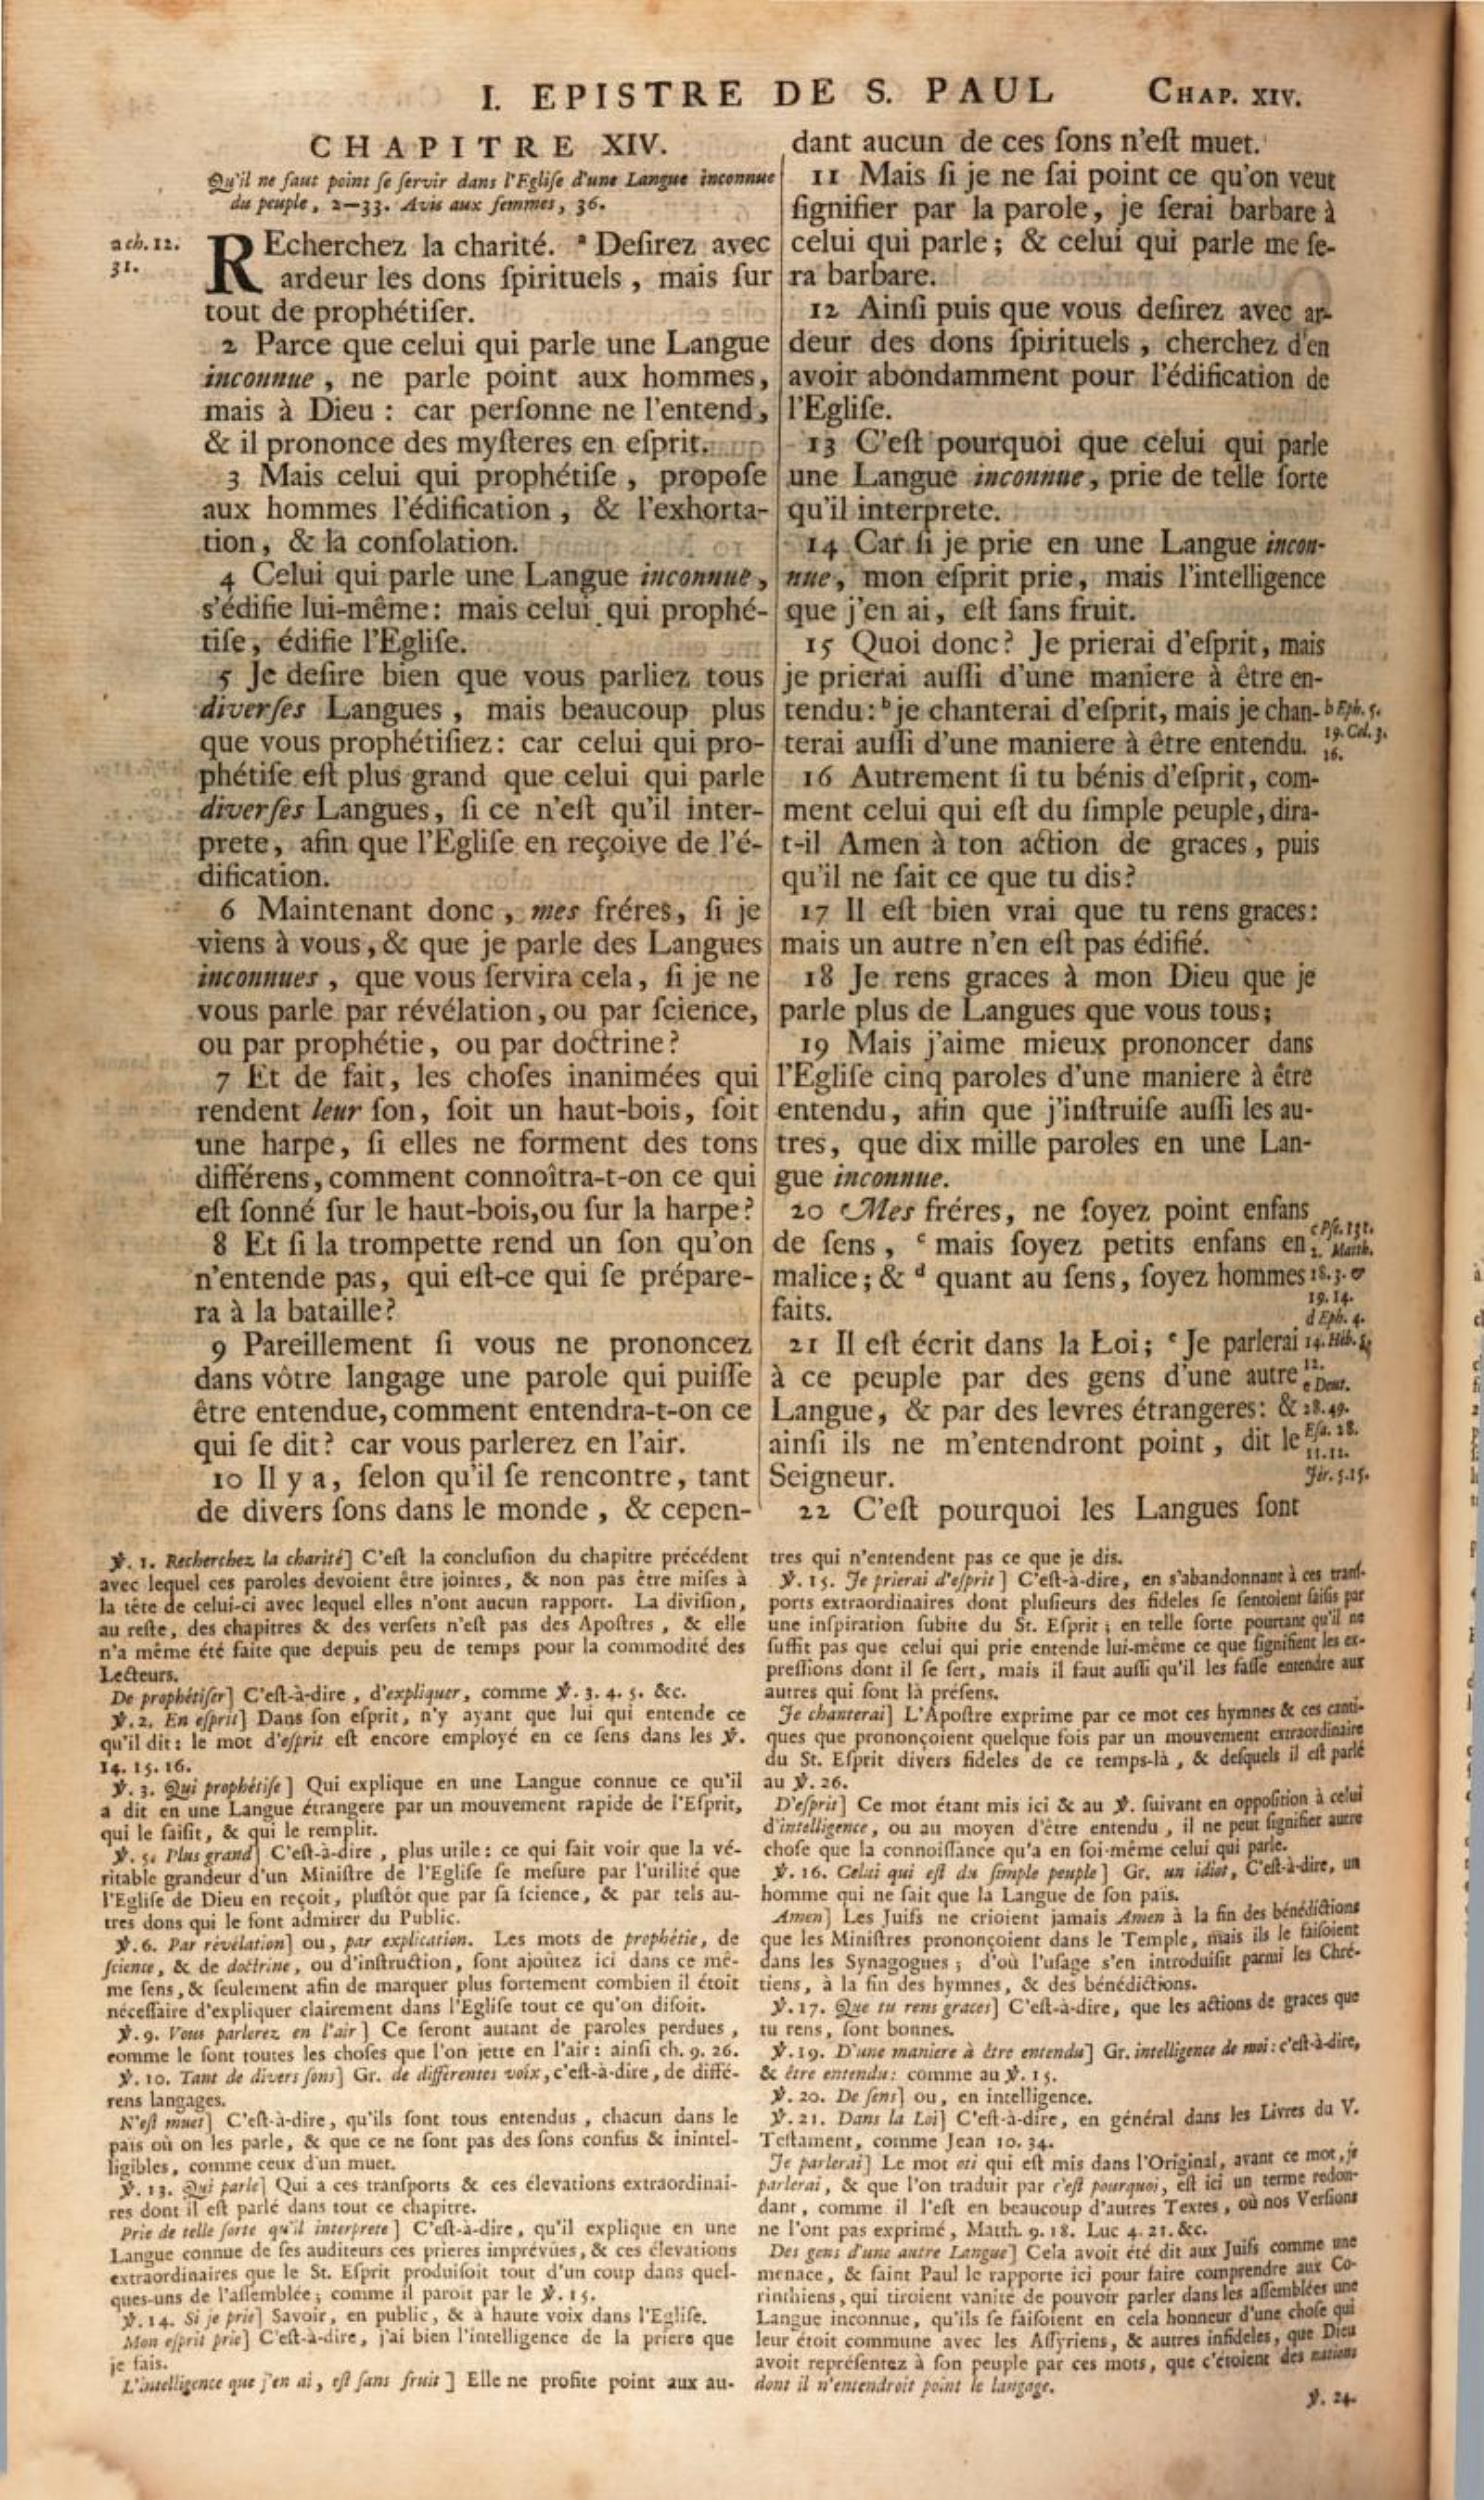 I. EPISTRE DE S. PAUL CHAP. XIV.
CHAPITRE XIV.
Qu'il ne faut point ſe ſervir dans l'Egliſe d'une Langue inconnue
du peuple, 2—33. Avis aux femmes, 36.
a ch. 12.
31.
REcherchez la charité. ª Deſirez avec
ardeur les dons ſpirituels, mais ſur
tout de prophétiſer.
2 Parce que celui qui parle une Langue
inconnue, ne parle point aux hommes,
mais à Dieu : car perſonne ne l'entend,
& il prononce des myſteres en eſprit.
3 Mais celui qui prophétiſe, propoſe
aux hommes l'édification, & l'exhorta-
tion, & la conſolation.
4 Celui qui parle une Langue inconnue,
s'édifie lui-même: mais celui qui prophé-
tiſe, édifie l'Egliſe.
5 Je deſire bien que vous parliez tous
diverſes Langues, mais beaucoup plus
que vous prophétiſiez: car celui qui pro-
phétiſe eſt plus grand que celui qui parle
diverſes Langues, ſi ce n'eſt qu'il inter-
prete, afin que l'Egliſe en reçoive de l'é-
dification.
6 Maintenant donc, mes fréres, ſi je
viens à vous, & que je parle des Langues
inconnues, que vous ſervira cela, ſi je ne
vous parle par révélation, ou par ſcience,
ou par prophétie, ou par doctrine?
7 Et de fait, les choſes inanimées qui
rendent leur ſon, ſoit un haut-bois, ſoit
une harpe, ſi elles ne forment des tons
différens, comment connoîtra-t-on ce qui
eſt ſonné ſur le haut-bois, ou ſur la harpe?
8 Et ſi la trompette rend un ſon qu'on
n'entende pas, qui eſt-ce qui ſe prépare-
ra à la bataille?
9 Pareillement ſi vous ne prononcez
dans vôtre langage une parole qui puiſſe
être entendue, comment entendra-t-on ce
qui ſe dit? car vous parlerez en l'air.
10 Il y a, ſelon qu'il ſe rencontre, tant
de divers ſons dans le monde, & cepen-
dant aucun de ces ſons n'eſt muet.
11 Mais ſi je ne ſai point ce qu'on veut
ſignifier par la parole, je ſerai barbare à
celui qui parle; & celui qui parle me ſe-
ra barbare.
12 Ainſi puis que vous deſirez avec ar-
deur des dons ſpirituels, cherchez d'en
avoir abondamment pour l'édification de
l'Egliſe.
13 C'eſt pourquoi que celui qui parle
une Langue inconnue, prie de telle ſorte
qu'il interprete.
14 Car ſi je prie en une Langue incon-
nue, mon eſprit prie, mais l'intelligence
que j'en ai, eſt ſans fruit.
15 Quoi donc? Je prierai d'eſprit, mais
je prierai auſſi d'une maniere à être en-
tendu: ᵇ je chanterai d'eſprit, mais je chan-
terai auſſi d'une maniere à être entendu.
b Eph. 5.
19. Col. 3.
16.
16 Autrement ſi tu bénis d'eſprit, com-
ment celui qui eſt du ſimple peuple, dira-
t-il Amen à ton action de graces, puis
qu'il ne ſait ce que tu dis?
17 Il eſt bien vrai que tu rens graces:
mais un autre n'en eſt pas édifié.
18 Je rens graces à mon Dieu que je
parle plus de Langues que vous tous;
19 Mais j'aime mieux prononcer dans
l'Egliſe cinq paroles d'une maniere à être
entendu, afin que j'inſtruiſe auſſi les au-
tres, que dix mille paroles en une Lan-
gue inconnue.
20 Mes fréres, ne ſoyez point enfans
de ſens, ᶜ mais ſoyez petits enfans en
malice; & ᵈ quant au ſens, ſoyez hommes
faits.
21 Il eſt écrit dans la Loi; ᵉ Je parlerai
à ce peuple par des gens d'une autre
Langue, & par des levres étrangeres: &
ainſi ils ne m'entendront point, dit le
Seigneur.
22 C'eſt pourquoi les Langues ſont
c Pſe. 131.
2. Matth.
18. 3. &
19. 14.
d Eph. 4.
14. Héb. 5.
12.
e Deut.
28. 49.
Eſa. 28.
11. 12.
Jér. 5. 15.
ỳ. 1. Recherchez la charité] C'eſt la concluſion du chapitre précédent
avec lequel ces paroles devoient être jointes, & non pas être miſes à
la tête de celui-ci avec lequel elles n'ont aucun rapport. La diviſion,
au reſte, des chapitres & des verſets n'eſt pas des Apoſtres, & elle
n'a même été faite que depuis peu de temps pour la commodité des
Lecteurs.
De prophétiſer] C'eſt-à-dire, d'expliquer, comme ỳ. 3. 4. 5. &c.
ỳ. 2. En eſprit] Dans ſon eſprit, n'y ayant que lui qui entende ce
qu'il dit: le mot d'eſprit eſt encore employé en ce ſens dans les ỳ.
14. 15. 16.
ỳ. 3. Qui prophétiſe] Qui explique en une Langue connue ce qu'il
a dit en une Langue étrangere par un mouvement rapide de l'Eſprit,
qui le ſaiſit, & qui le remplit.
ỳ. 5. Plus grand] C'eſt-à-dire, plus utile: ce qui fait voir que la vé-
ritable grandeur d'un Miniſtre de l'Egliſe ſe meſure par l'utilité que
l'Egliſe de Dieu en reçoit, pluſtôt que par ſa ſcience, & par tels au-
tres dons qui le font admirer du Public.
ỳ. 6. Par révélation] ou, par explication. Les mots de prophétie, de
ſcience, & de doctrine, ou d'inſtruction, ſont ajoûtez ici dans ce mê-
me ſens, & ſeulement afin de marquer plus fortement combien il étoit
néceſſaire d'expliquer clairement dans l'Egliſe tout ce qu'on diſoit.
ỳ. 9. Vous parlerez en l'air] Ce ſeront autant de paroles perdues,
comme le ſont toutes les choſes que l'on jette en l'air: ainſi ch. 9. 26.
ỳ. 10. Tant de divers ſons] Gr. de différentes voix, c'eſt-à-dire, de diffé-
rens langages.
N'eſt muet] C'eſt-à-dire, qu'ils ſont tous entendus, chacun dans le
païs où on les parle, & que ce ne ſont pas des ſons confus & inintel-
ligibles, comme ceux d'un muet.
ỳ. 13. Qui parle] Qui a ces tranſports & ces élevations extraordinai-
res dont il eſt parlé dans tout ce chapitre.
Prie de telle ſorte qu'il interprete] C'eſt-à-dire, qu'il explique en une
Langue connue de ſes auditeurs ces prieres imprévûes, & ces élevations
extraordinaires que le St. Eſprit produiſoit tout d'un coup dans quel-
ques-uns de l'aſſemblée; comme il paroît par le ỳ. 15.
ỳ. 14. Si je prie] Savoir, en public, & à haute voix dans l'Egliſe.
Mon eſprit prie] C'eſt-à-dire, j'ai bien l'intelligence de la priere que
je fais.
L'intelligence que j'en ai, eſt ſans fruit] Elle ne profite point aux au-
tres qui n'entendent pas ce que je dis.
ỳ. 15. Je prierai d'eſprit] C'eſt-à-dire, en s'abandonnant à ces tranſ-
ports extraordinaires dont pluſieurs des fideles ſe ſentoient ſaiſis par
une inſpiration ſubite du St. Eſprit; en telle ſorte pourtant qu'il ne
ſuffit pas que celui qui prie entende lui-même ce que ſignifient les ex-
preſſions dont il ſe ſert, mais il faut auſſi qu'il les faſſe entendre aux
autres qui ſont là préſens.
Je chanterai] L'Apoſtre exprime par ce mot ces hymnes & ces canti-
ques que prononçoient quelque fois par un mouvement extraordinaire
du St. Eſprit divers fideles de ce temps-là, & deſquels il eſt parlé
au ỳ. 26.
D'eſprit] Ce mot étant mis ici & au ỳ. ſuivant en oppoſition à celui
d'intelligence, ou au moyen d'être entendu, il ne peut ſignifier autre
choſe que la connoiſſance qu'a en ſoi-même celui qui parle.
ỳ. 16. Celui qui eſt du ſimple peuple] Gr. un idiot, C'eſt-à-dire, un
homme qui ne ſait que la Langue de ſon païs.
Amen] Les Juifs ne crioient jamais Amen à la fin des bénédictions
que les Miniſtres prononçoient dans le Temple, mais ils le faiſoient
dans les Synagogues; d'où l'uſage s'en introduiſit parmi les Chré-
tiens, à la fin des hymnes, & des bénédictions.
ỳ. 17. Que tu rens graces] C'eſt-à-dire, que les actions de graces que
tu rens, ſont bonnes.
ỳ. 19. D'une maniere à être entendu] Gr. intelligence de moi: c'eſt-à-dire,
& être entendu: comme au ỳ. 15.
ỳ. 20. De ſens] ou, en intelligence.
ỳ. 21. Dans la Loi] C'eſt-à-dire, en général dans les Livres du V.
Teſtament, comme Jean 10. 34.
Je parlerai] Le mot oti qui eſt mis dans l'Original, avant ce mot, je
parlerai, & que l'on traduit par c'eſt pourquoi, eſt ici un terme redon-
dant, comme il l'eſt en beaucoup d'autres Textes, où nos Verſions
ne l'ont pas exprimé, Matth. 9. 18. Luc 4. 21. &c.
Des gens d'une autre Langue] Cela avoit été dit aux Juifs comme une
menace, & ſaint Paul le rapporte ici pour faire comprendre aux Co-
rinthiens, qui tiroient vanité de pouvoir parler dans les aſſemblées une
Langue inconnue, qu'ils ſe faiſoient en cela honneur d'une choſe qui
leur étoit commune avec les Aſſyriens, & autres infideles, que Dieu
avoit repréſentez à ſon peuple par ces mots, que c'étoient des nations
dont il n'entendroit point le langage.
ỳ. 24.